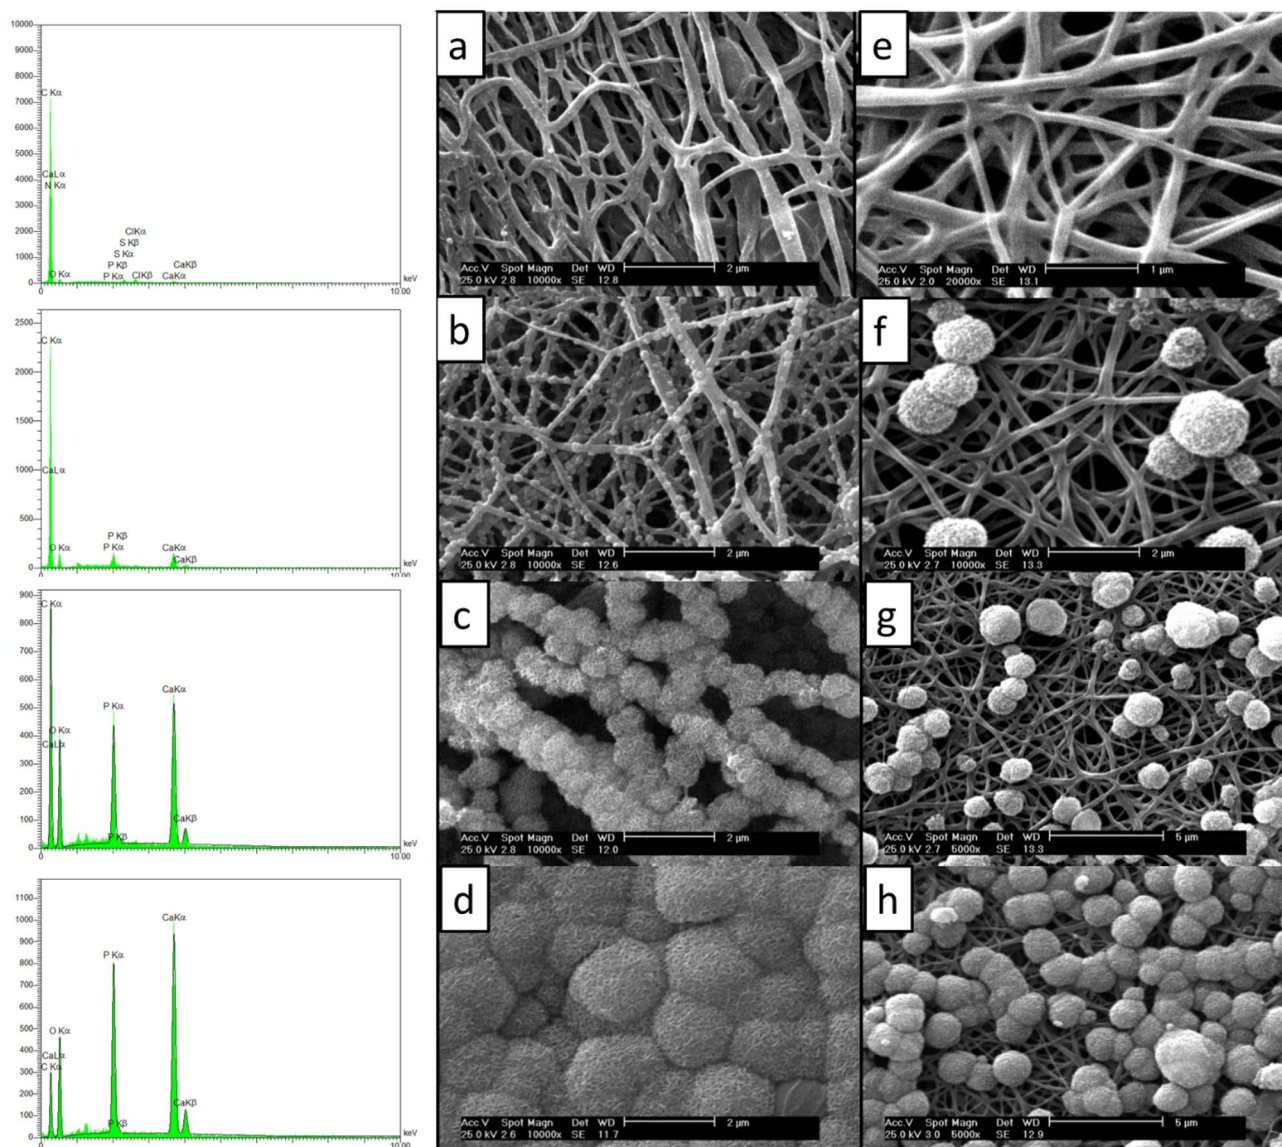 10000
9000
8000
7000
6000
5000
4000
3000
2000
1000
0
C Kα
CaLα
N Kα
O Kα
ClKα
S Kβ
S Kα
P Kβ
P Kα
ClKβ
CaKβ
CaKα
keV
0
10.00
a
Acc.V Spot Magn Det WD 2 µm
25.0 kV 2.8 10000x SE 12.8
e
Acc.V Spot Magn Det WD 1 µm
25.0 kV 2.0 20000x SE 13.1
2500
2000
1500
1000
500
0
C Kα
CaLα
O Kα
P Kβ
P Kα
CaKα
CaKβ
keV
0
10.00
b
Acc.V Spot Magn Det WD 2 µm
25.0 kV 2.8 10000x SE 12.6
f
Acc.V Spot Magn Det WD 2 µm
25.0 kV 2.7 10000x SE 13.3
900
800
700
600
500
400
300
200
100
0
C Kα
O Kα
CaLα
P Kα
P Kβ
CaKα
CaKβ
keV
0
10.00
c
Acc.V Spot Magn Det WD 2 µm
25.0 kV 2.8 10000x SE 12.0
g
Acc.V Spot Magn Det WD 5 µm
25.0 kV 2.7 5000x SE 13.3
1100
1000
900
800
700
600
500
400
300
200
100
0
O Kα
CaLα
C Kα
P Kα
P Kβ
CaKα
CaKβ
keV
0
10.00
d
Acc.V Spot Magn Det WD 2 µm
25.0 kV 2.6 10000x SE 11.7
h
Acc.V Spot Magn Det WD 5 µm
25.0 kV 3.0 5000x SE 12.9